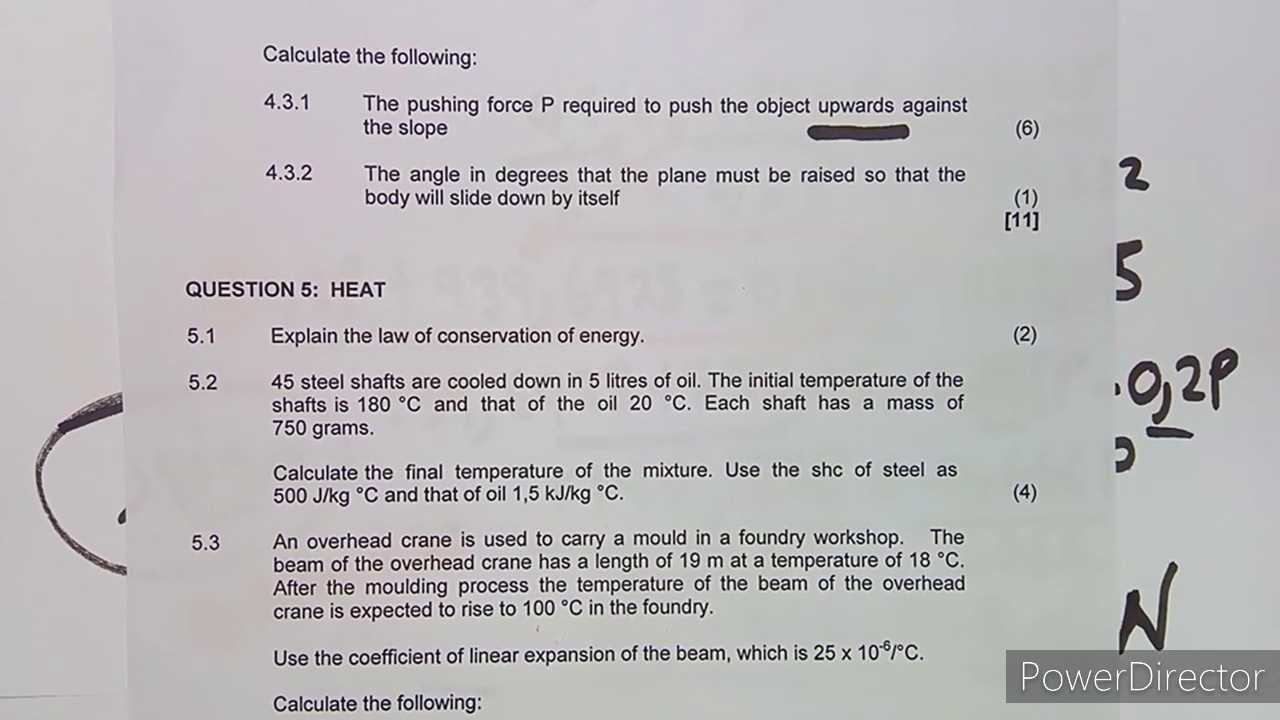 Calculate the following:
4.3.1 The pushing force P required to push the object upwards against
the slope (6)
4.3.2 The angle in degrees that the plane must be raised so that the
body will slide down by itself (1)
[11]
QUESTION 5: HEAT
5.1 Explain the law of conservation of energy. (2)
5.2 45 steel shafts are cooled down in 5 litres of oil. The initial temperature of the
shafts is 180 °C and that of the oil 20 °C. Each shaft has a mass of
750 grams.
Calculate the final temperature of the mixture. Use the shc of steel as
500 J/kg °C and that of oil 1,5 kJ/kg °C. (4)
5.3 An overhead crane is used to carry a mould in a foundry workshop. The
beam of the overhead crane has a length of 19 m at a temperature of 18 °C.
After the moulding process the temperature of the beam of the overhead
crane is expected to rise to 100 °C in the foundry.
Use the coefficient of linear expansion of the beam, which is 25 x 10⁻⁶/°C.
Calculate the following:
2
5
0,2P
N
PowerDirector